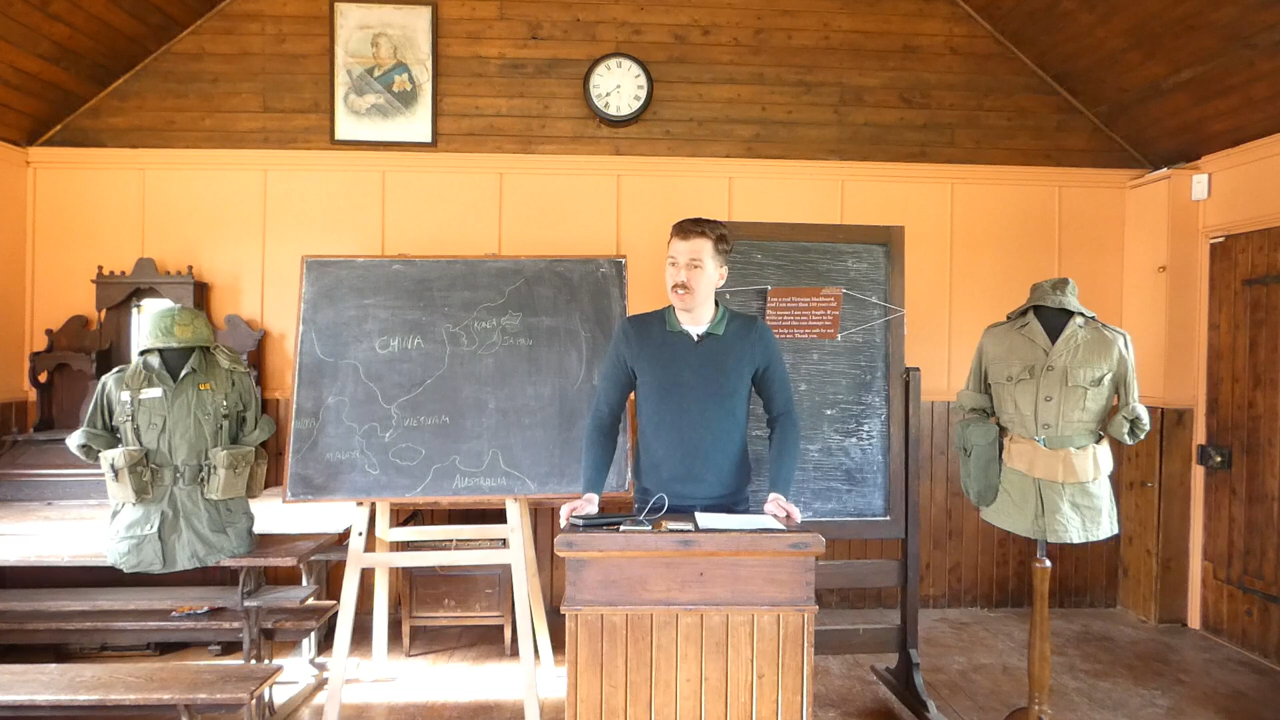 CHINA
KOREA
JAPAN
VIETNAM
MALAYA
AUSTRALIA
I am a real Victorian blackboard
and I am more than 100 years old!
This means I am very fragile. If you
write or draw on me, I have to be
cleaned and this can damage me.
help to keep me safe by not
on me. Thank you.
U.S